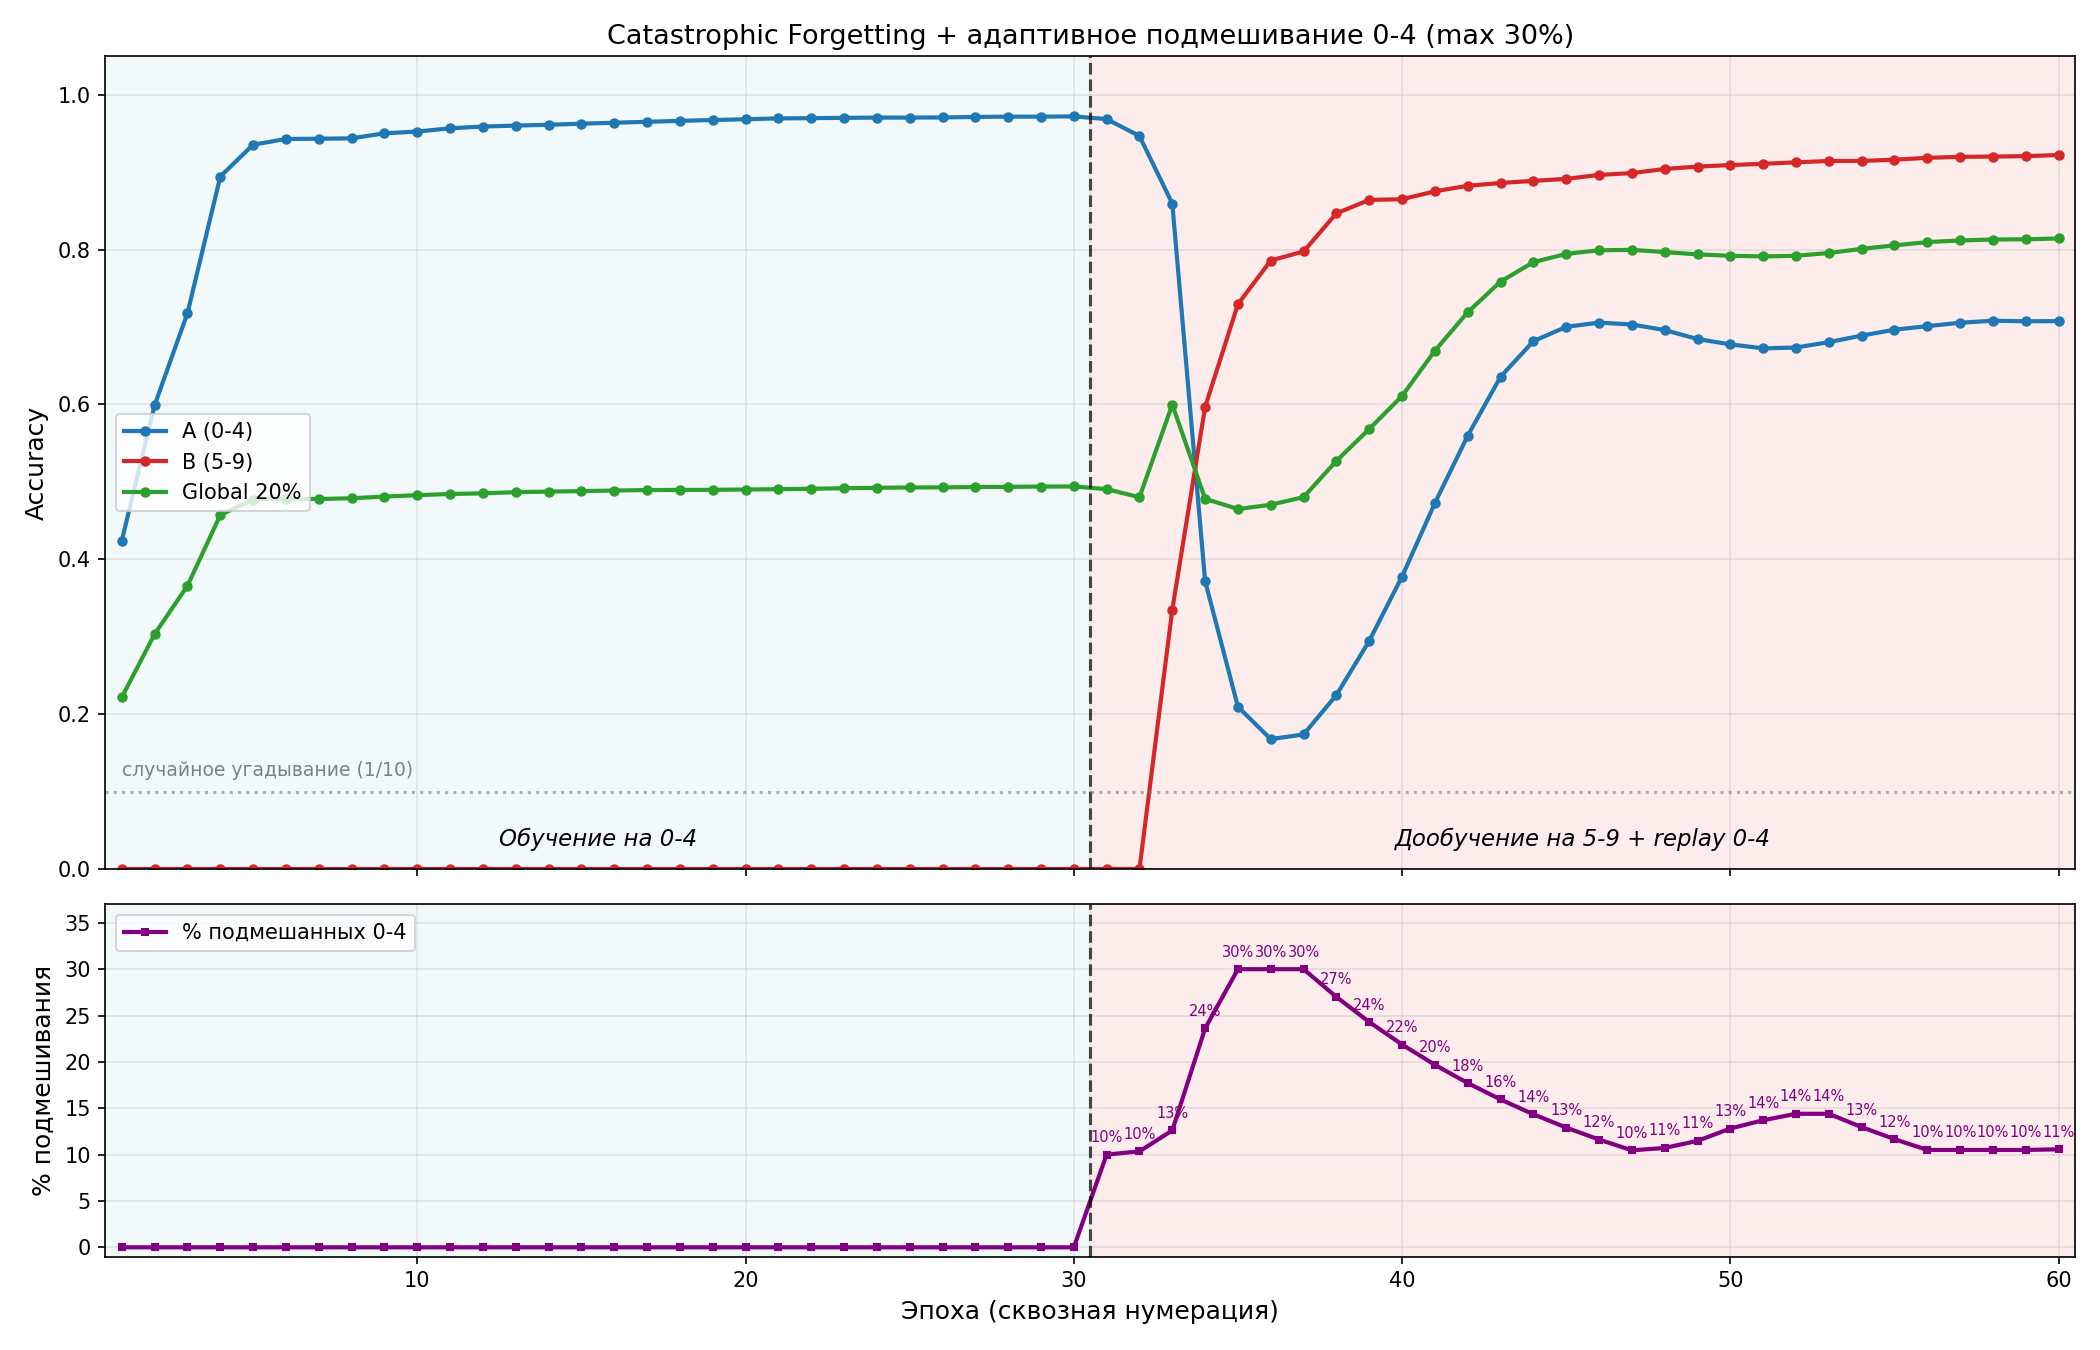 Catastrophic Forgetting + адаптивное подмешивание 0-4 (max 30%)
Accuracy
1.0
0.8
0.6
0.4
0.2
0.0
A (0-4)
B (5-9)
Global 20%
случайное угадывание (1/10)
Обучение на 0-4
Дообучение на 5-9 + replay 0-4
% подмешивания
35
30
25
20
15
10
5
0
% подмешанных 0-4
10% 10% 13% 24% 30% 30% 30% 27% 24% 22% 20% 18% 16% 14% 13% 12% 10% 11% 11% 13% 14% 14% 14% 13% 12% 10% 10% 10% 10% 11%
10 20 30 40 50 60
Эпоха (сквозная нумерация)